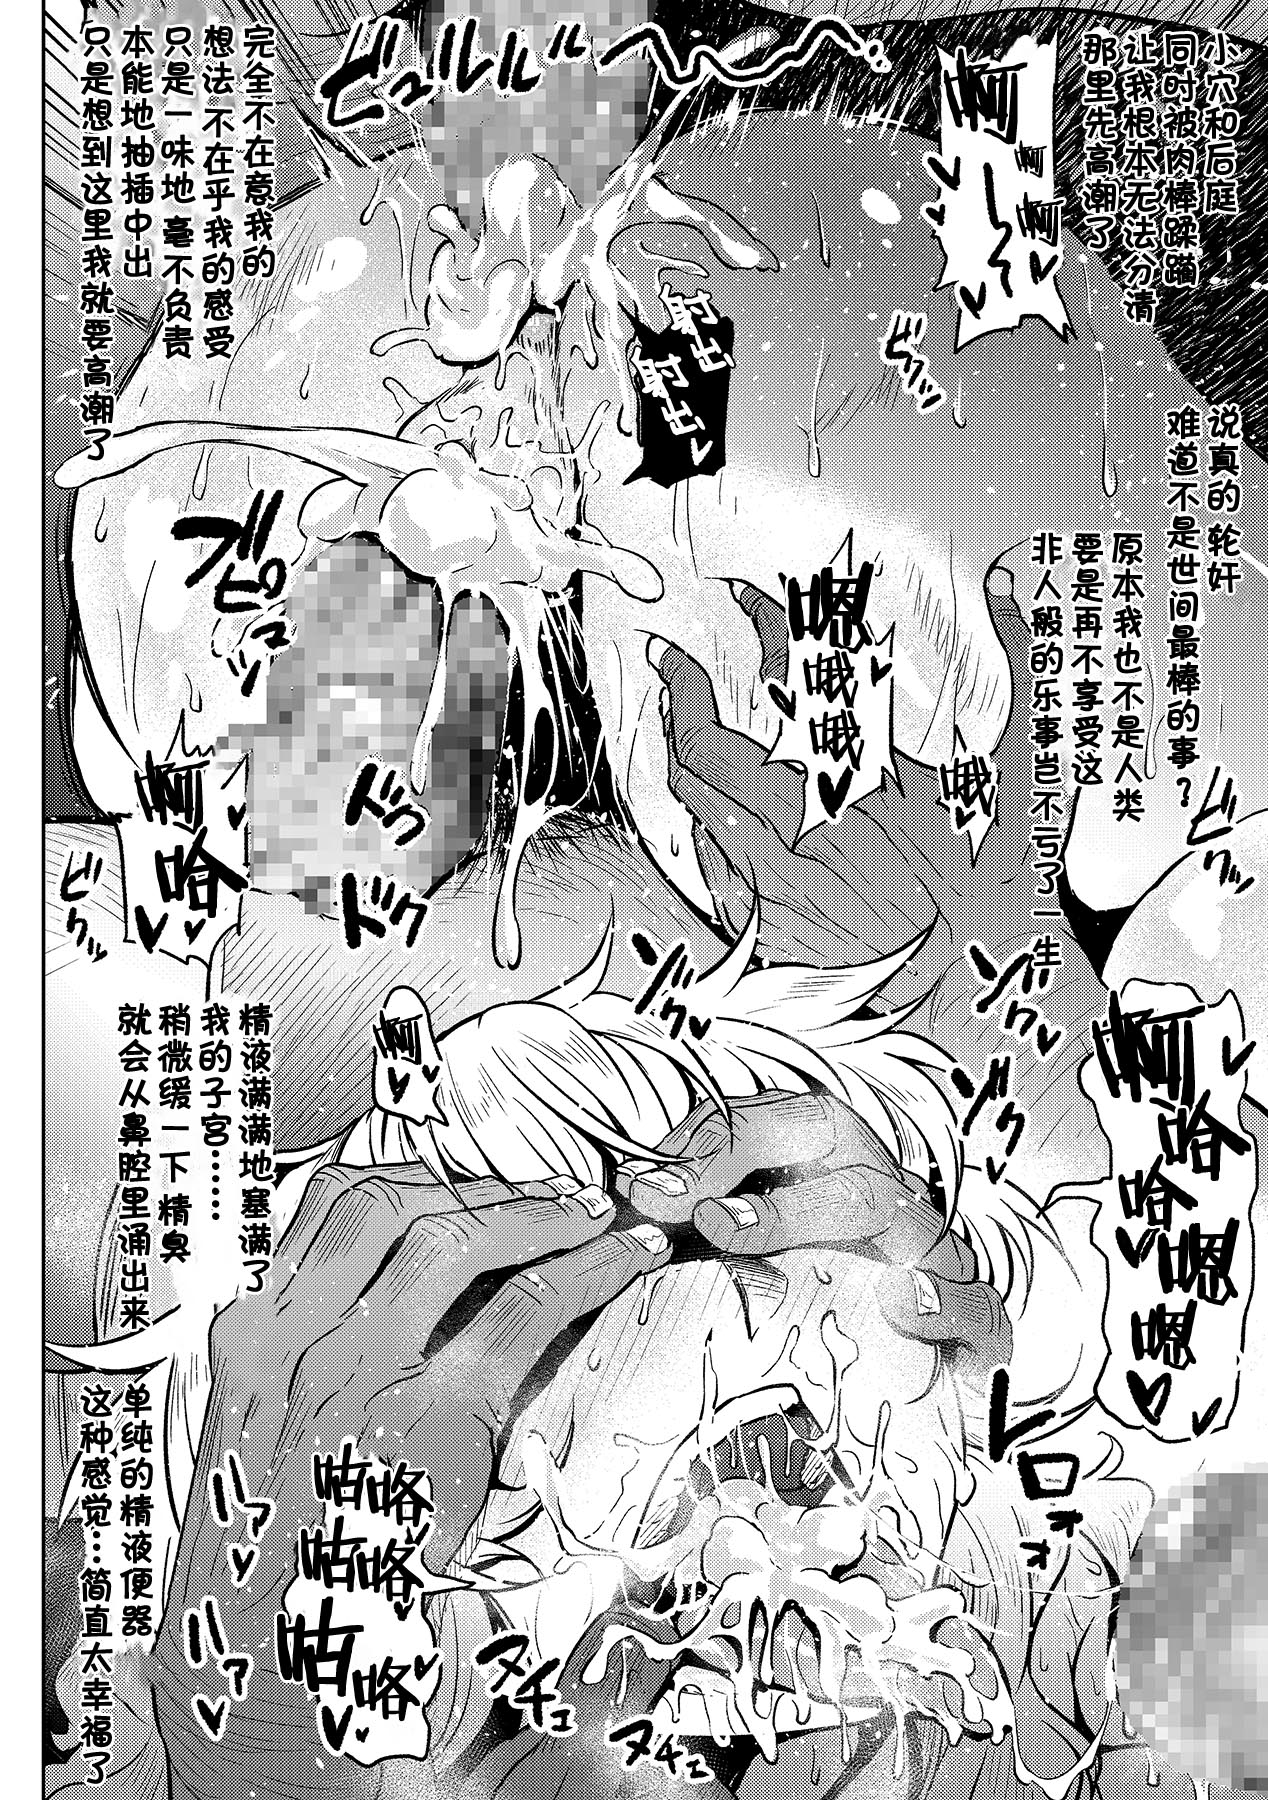 小穴和后庭
同时被肉棒蹂躏
让我根本无法分清
那里先高潮了
啊
啊
啊
ビュルルル
完全不在意我的
想法 不在乎我的感受
只是一味地毫不负责
本能地抽插中出
只是想到这里我就要高潮了
射出
射出
ビクッ
说真的轮奸
难道不是世间最棒的事？
原本我也不是人类
要是再不享受这
非人般的乐事岂不亏了一生
嗯
哦
哦
哦
啊
哈
ビクッ
ドクッ
ドクッ
ビクッ
ゾクッ
ゾクッ
啊
啊
哈
哈
嗯
嗯
精液满满地塞满了
我的子宫……
稍微缓一下精臭
就会从鼻腔里涌出来
单纯的精液便器
这种感觉…简直太幸福了
咕咯
咕咯
咕咯
ハァ
ハァ
ドロォ
ヌチェ
ヌチェ